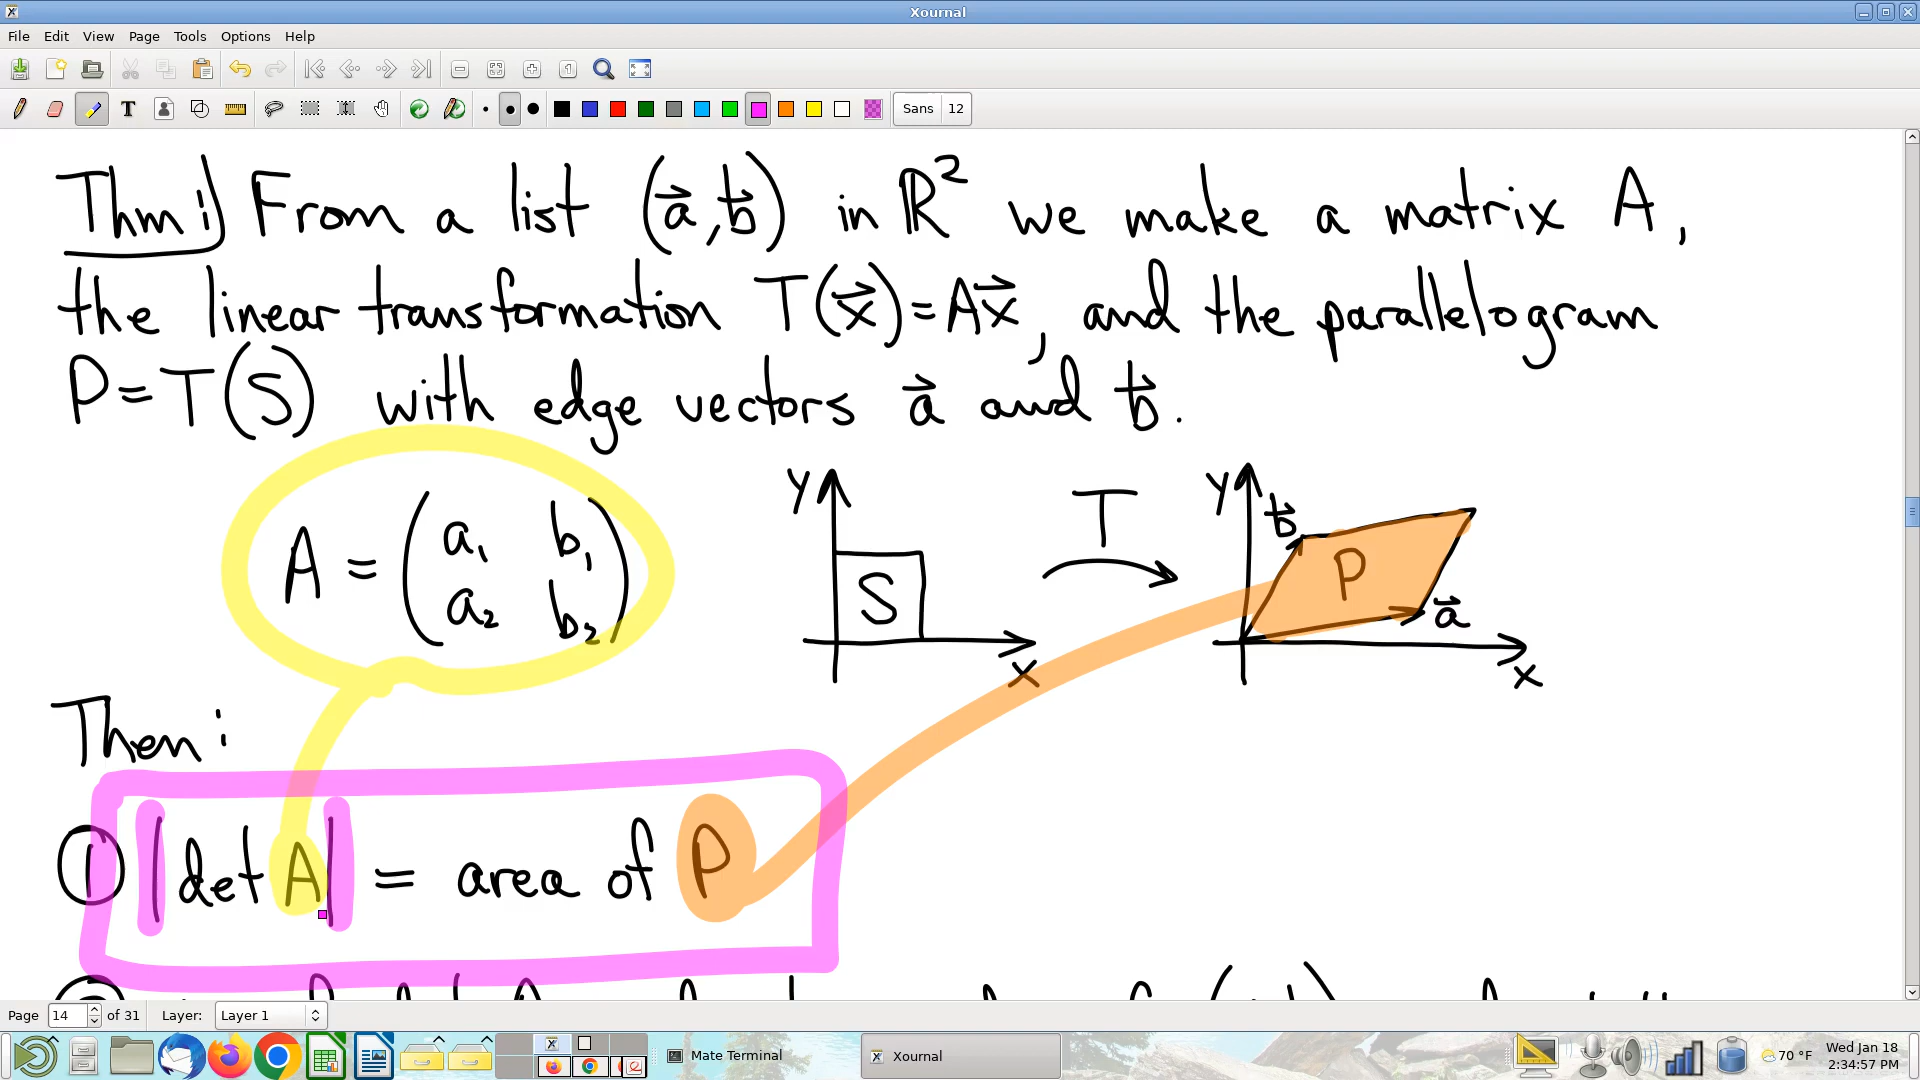 Xournal
File Edit View Page Tools Options Help
Sans 12
Thm: From a list (a⃗,b⃗) in ℝ² we make a matrix A,
the linear transformation T(x⃗)=Ax⃗, and the parallelogram
P=T(S) with edge vectors a⃗ and b⃗.
A = (a₁ b₁
a₂ b₂)
y S x
T
y b⃗ P a⃗ x
Then:
① |det A| = area of P
Page 14 of 31 Layer: Layer 1
Mate Terminal Xournal 70 °F Wed Jan 18
2:34:57 PM